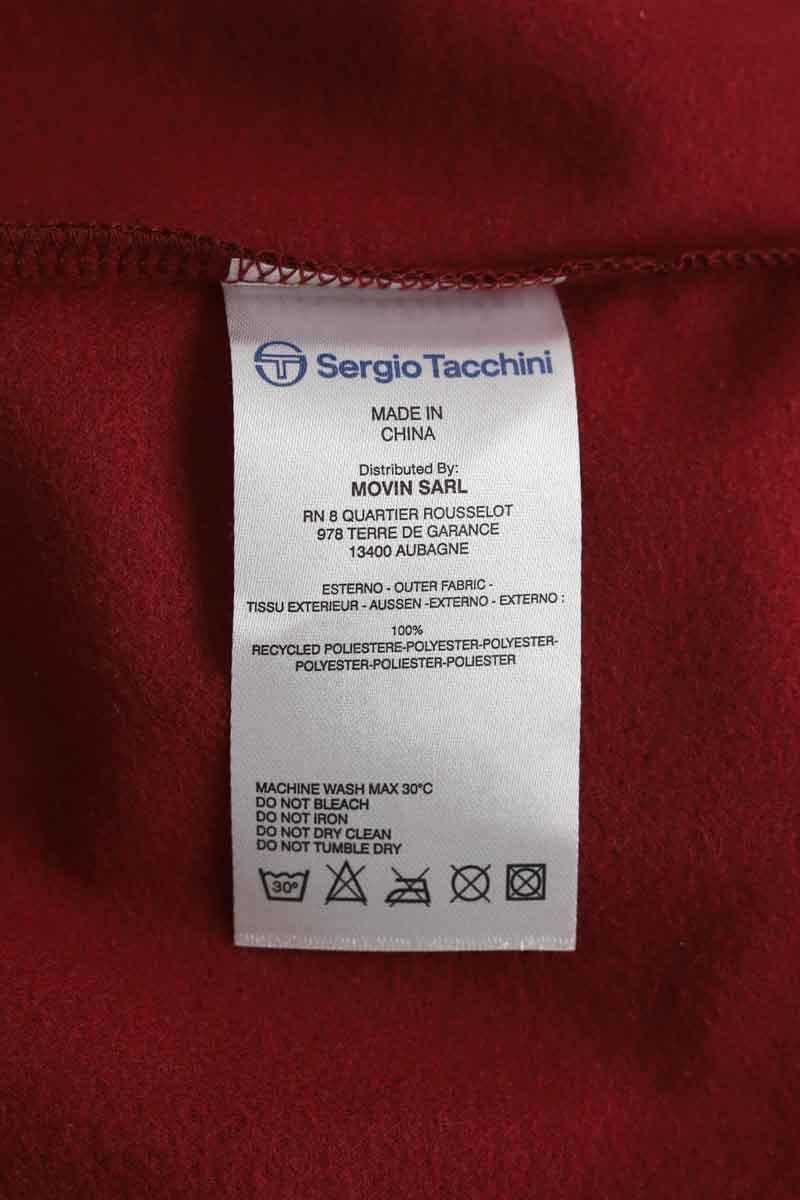 Sergio Tacchini
MADE IN
CHINA
Distributed By:
MOVIN SARL
RN 8 QUARTIER ROUSSELOT
978 TERRE DE GARANCE
13400 AUBAGNE
ESTERNO - OUTER FABRIC -
TISSU EXTERIEUR - AUSSEN -EXTERNO - EXTERNO :
100%
RECYCLED POLIESTERE-POLYESTER-POLYESTER-
POLYESTER-POLIESTER-POLIESTER
MACHINE WASH MAX 30°C
DO NOT BLEACH
DO NOT IRON
DO NOT DRY CLEAN
DO NOT TUMBLE DRY
30°